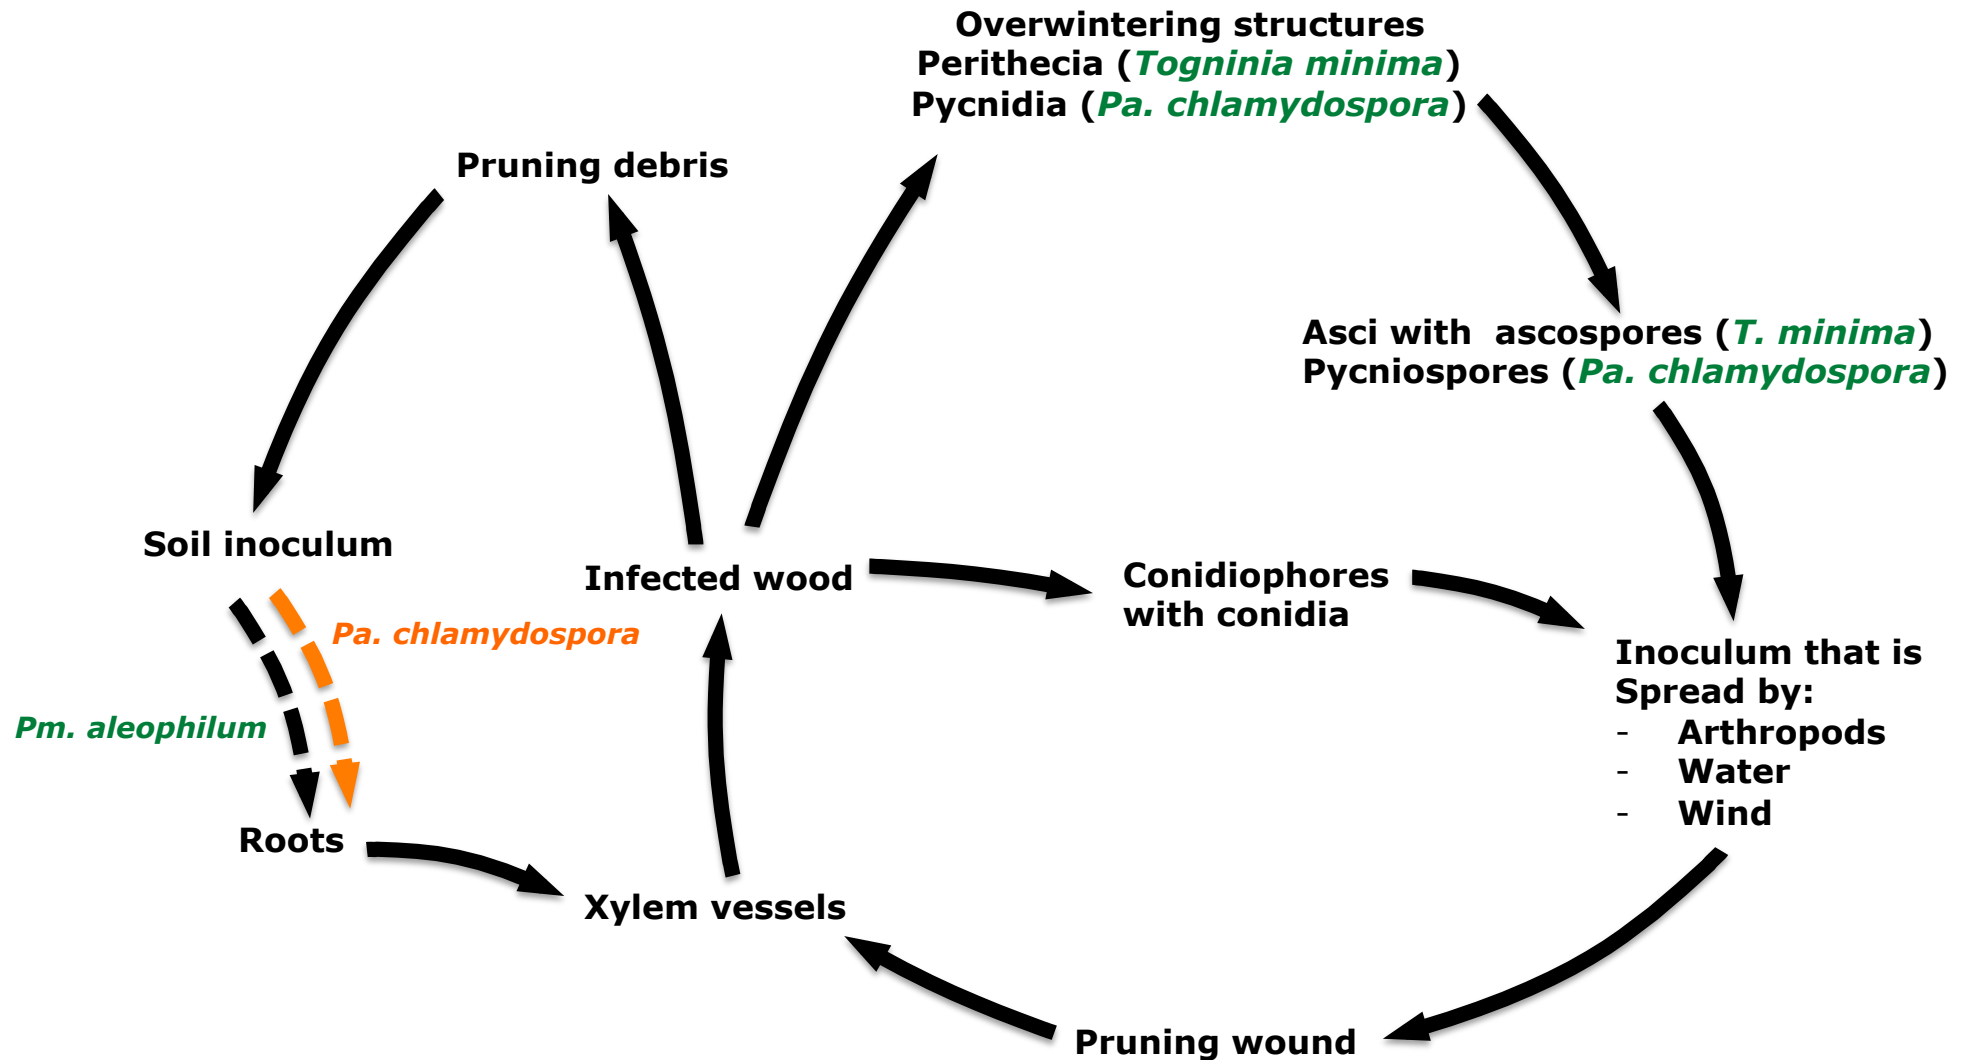 Overwintering structures
Perithecia (Togninia minima)
Pycnidia (Pa. chlamydospora)
Pruning debris
Asci with  ascospores (T. minima)
Pycniospores (Pa. chlamydospora)
Soil inoculum
Infected wood
Conidiophores
with conidia
Pa. chlamydospora
Inoculum that is
Spread by:
- Arthropods
- Water
- Wind
Pm. aleophilum
Roots
Xylem vessels
Pruning wound